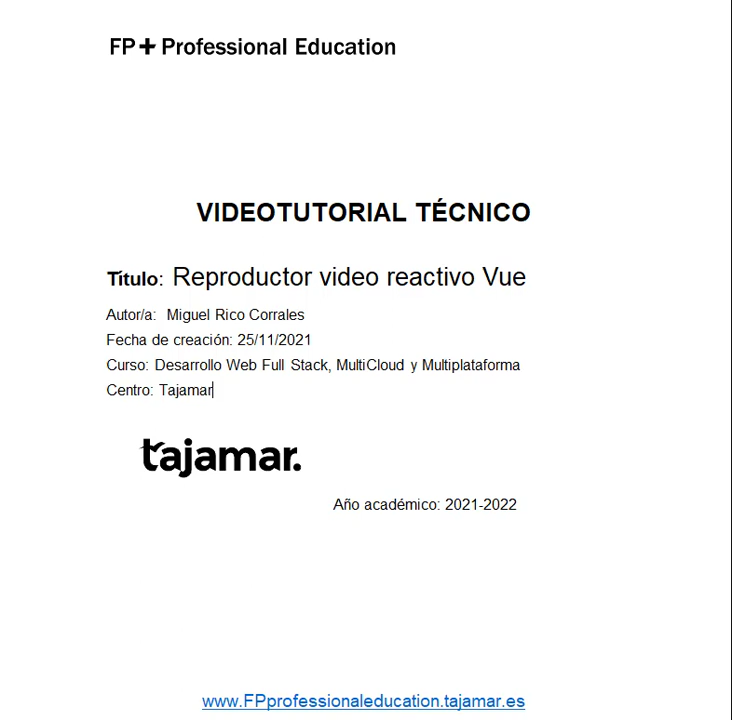 FP+Professional Education
VIDEOTUTORIAL TÉCNICO
Título: Reproductor video reactivo Vue
Autor/a: Miguel Rico Corrales
Fecha de creación: 25/11/2021
Curso: Desarrollo Web Full Stack, MultiCloud y Multiplataforma
Centro: Tajamar
tajamar.
Año académico: 2021-2022
www.FPprofessionaleducation.tajamar.es